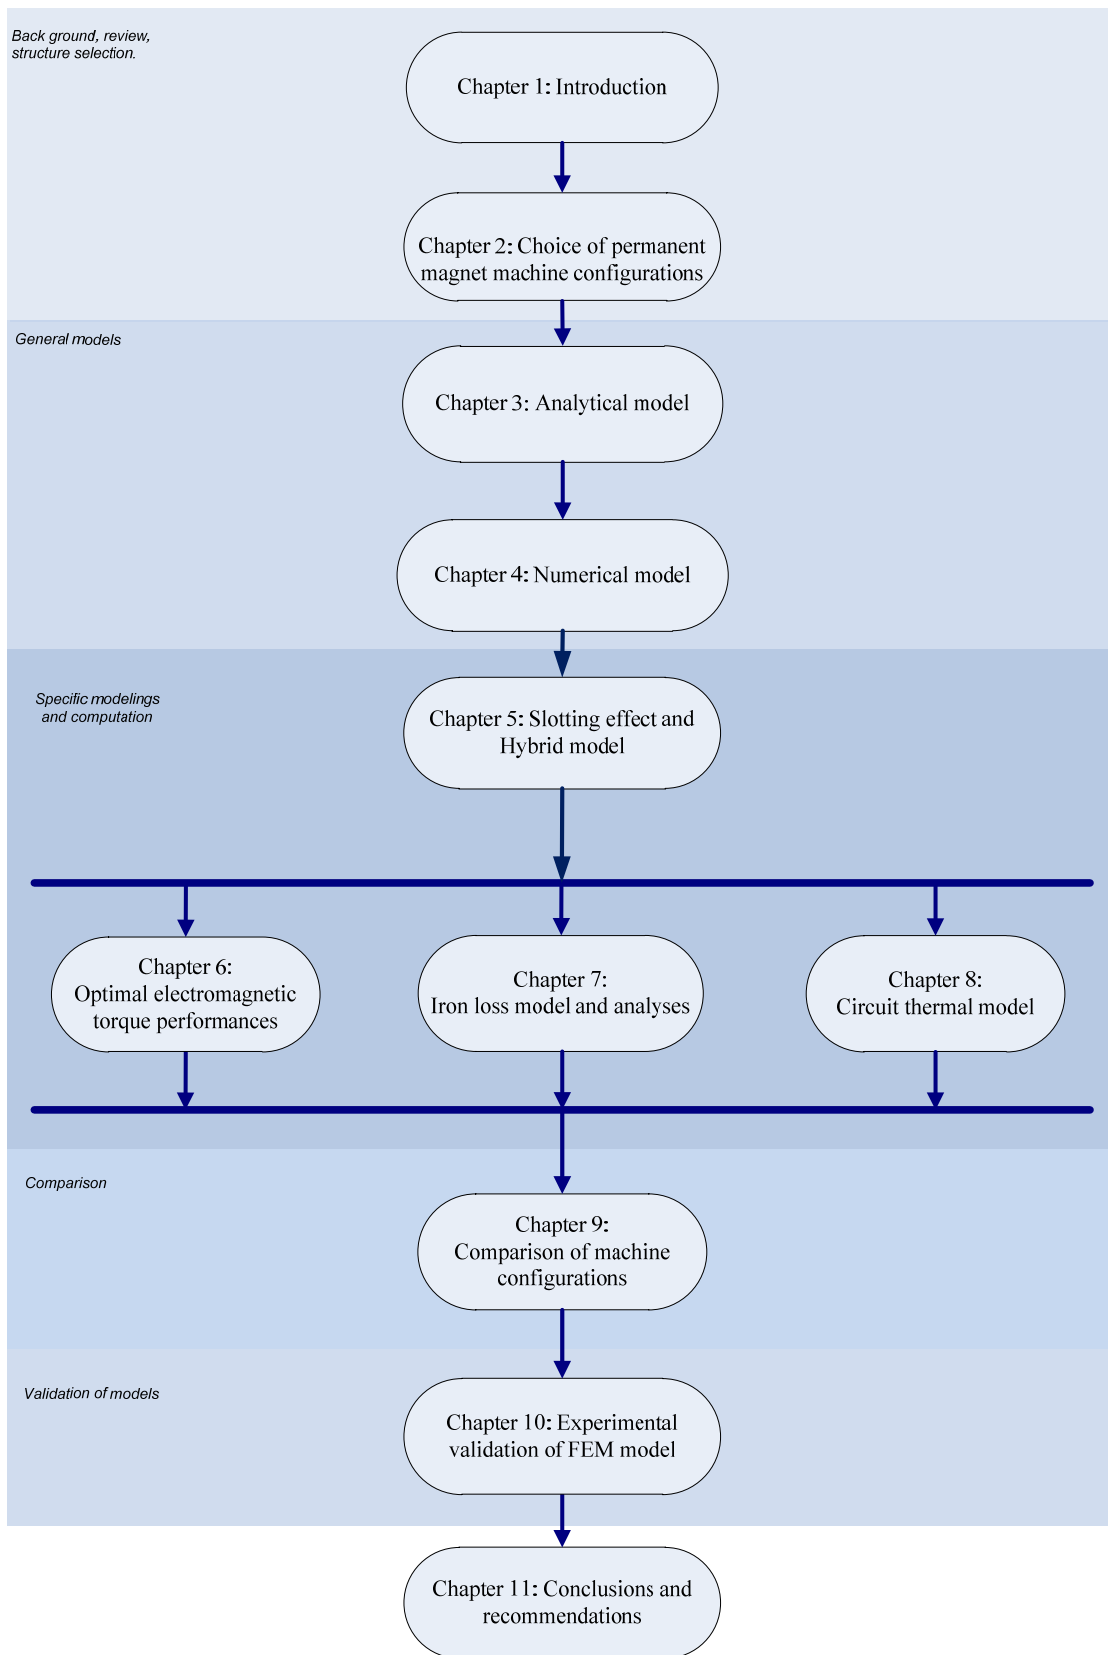 Back ground, review,
structure selection.
Chapter 1: Introduction
Chapter 2: Choice of permanent
magnet machine configurations
General models
Chapter 3: Analytical model
Chapter 4: Numerical model
Specific modelings
and computation
Chapter 5: Slotting effect and
Hybrid model
Chapter 6:
Optimal electromagnetic
torque performances
Chapter 7:
Iron loss model and analyses
Chapter 8:
Circuit thermal model
Comparison
Chapter 9:
Comparison of machine
configurations
Validation of models
Chapter 10: Experimental
validation of FEM model
Chapter 11: Conclusions and
recommendations